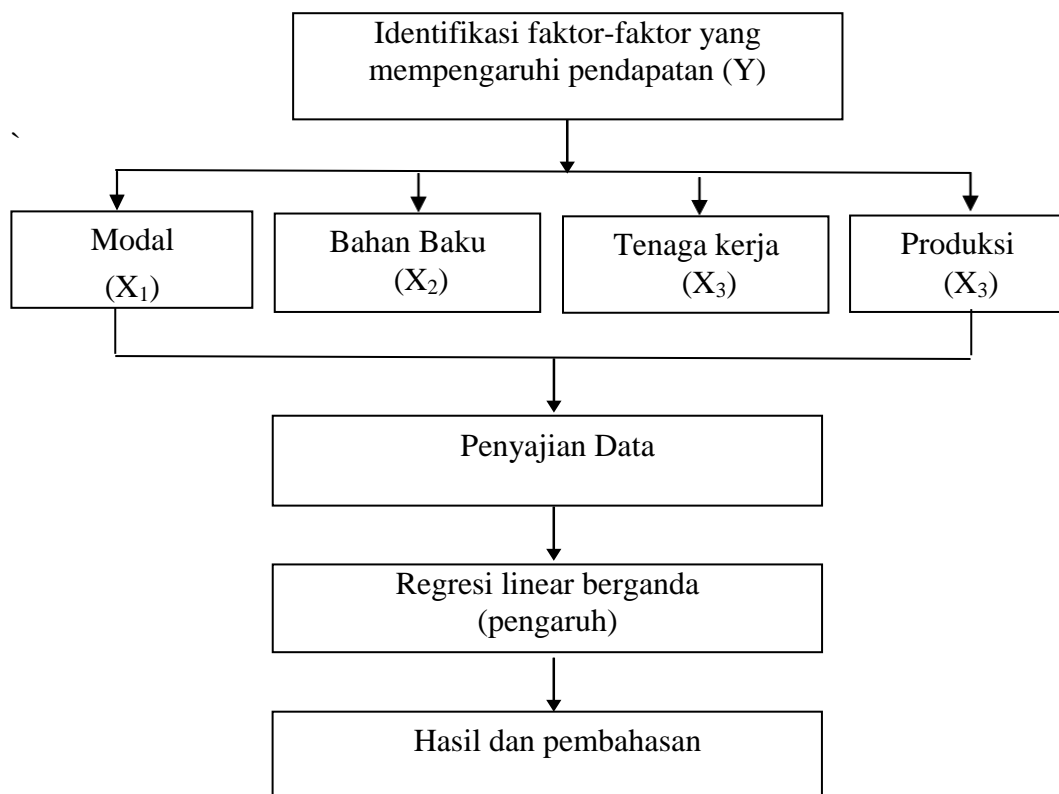 Identifikasi faktor-faktor yang
mempengaruhi pendapatan (Y)
`
Modal
(X₁)
Bahan Baku
(X₂)
Tenaga kerja
(X₃)
Produksi
(X₃)
Penyajian Data
Regresi linear berganda
(pengaruh)
Hasil dan pembahasan